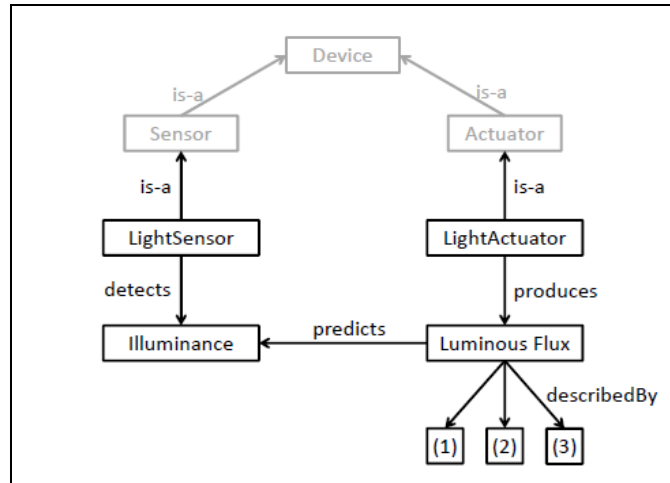 Device
is-a is-a
Sensor Actuator
is-a is-a
LightSensor LightActuator
detects produces
Illuminance predicts Luminous Flux
describedBy
(1) (2) (3)